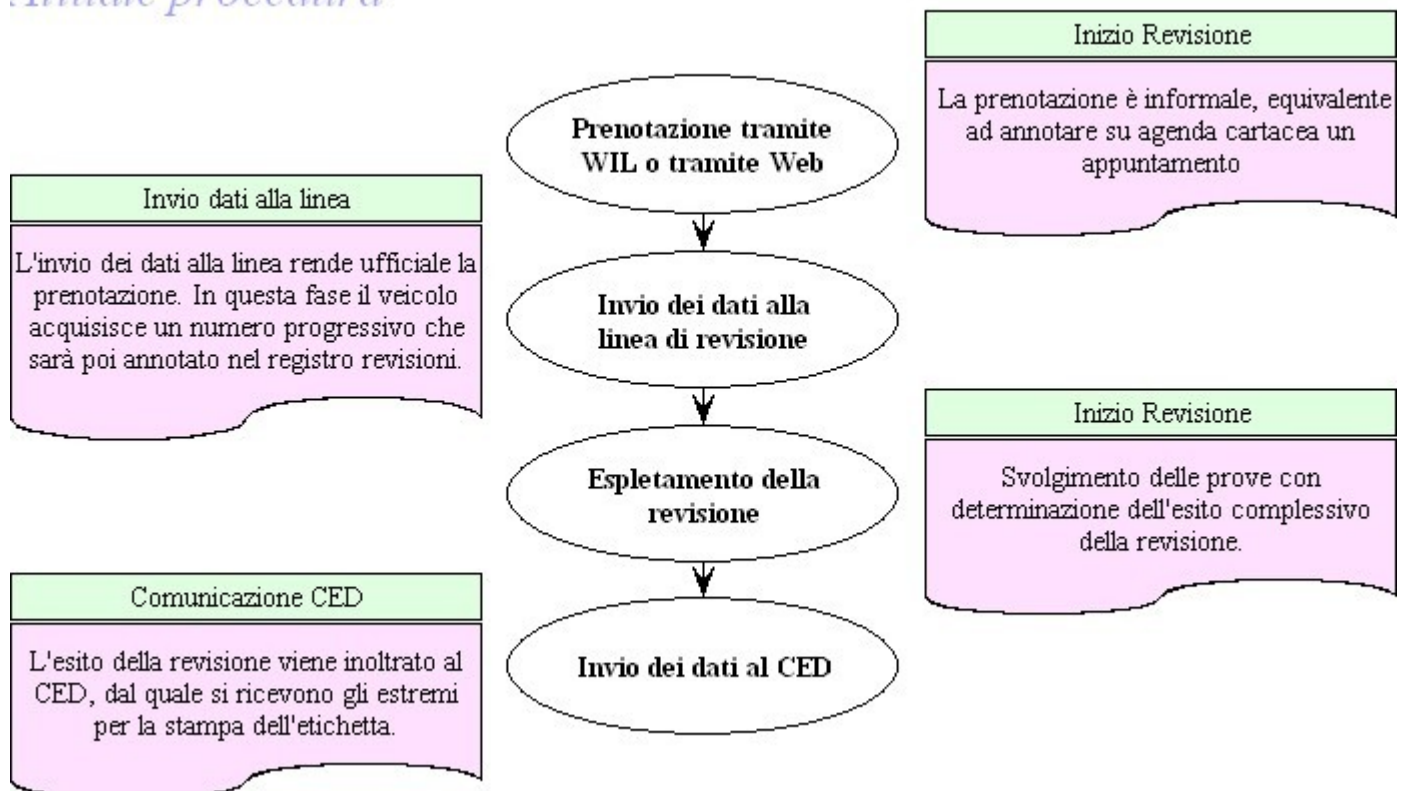 procedura
Inizio Revisione
La prenotazione è informale, equivalente
ad annotare su agenda cartacea un
appuntamento
Prenotazione tramite
WIL o tramite Web
Invio dati alla linea
L'invio dei dati alla linea rende ufficiale la
prenotazione. In questa fase il veicolo
acquisisce un numero progressivo che
sarà poi annotato nel registro revisioni.
Invio dei dati alla
linea di revisione
Inizio Revisione
Svolgimento delle prove con
determinazione dell'esito complessivo
della revisione.
Espletamento della
revisione
Comunicazione CED
L'esito della revisione viene inoltrato al
CED, dal quale si ricevono gli estremi
per la stampa dell'etichetta.
Invio dei dati al CED